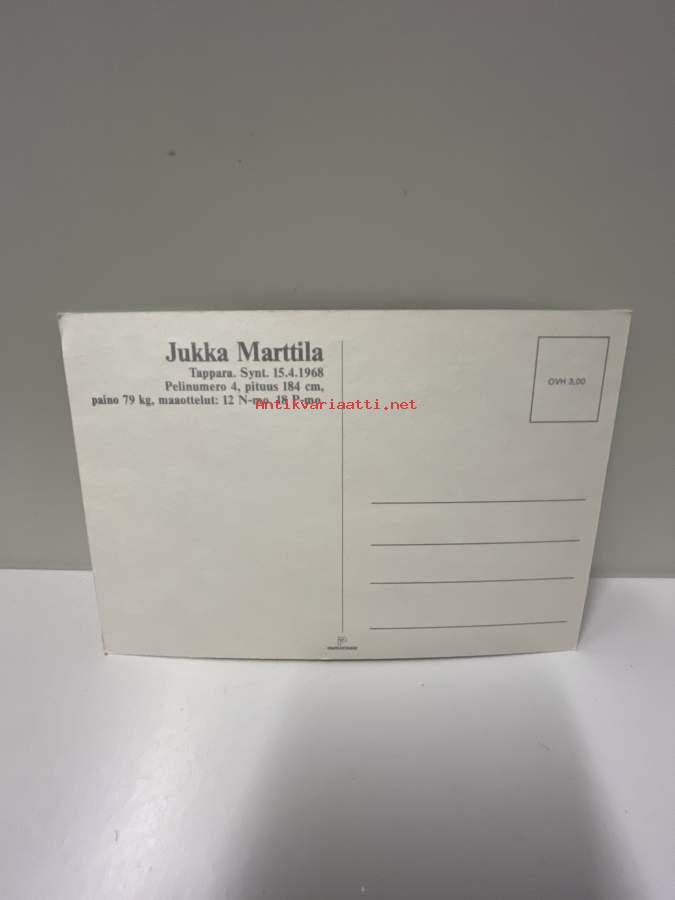 Jukka Marttila
Tappara. Synt. 15.4.1968
Pelinumero 4, pituus 184 cm,
paino 79 kg, maaottelut: 12 N-mo, 18 P-mo.
Antikvariaatti.net
OVH 3,00
P